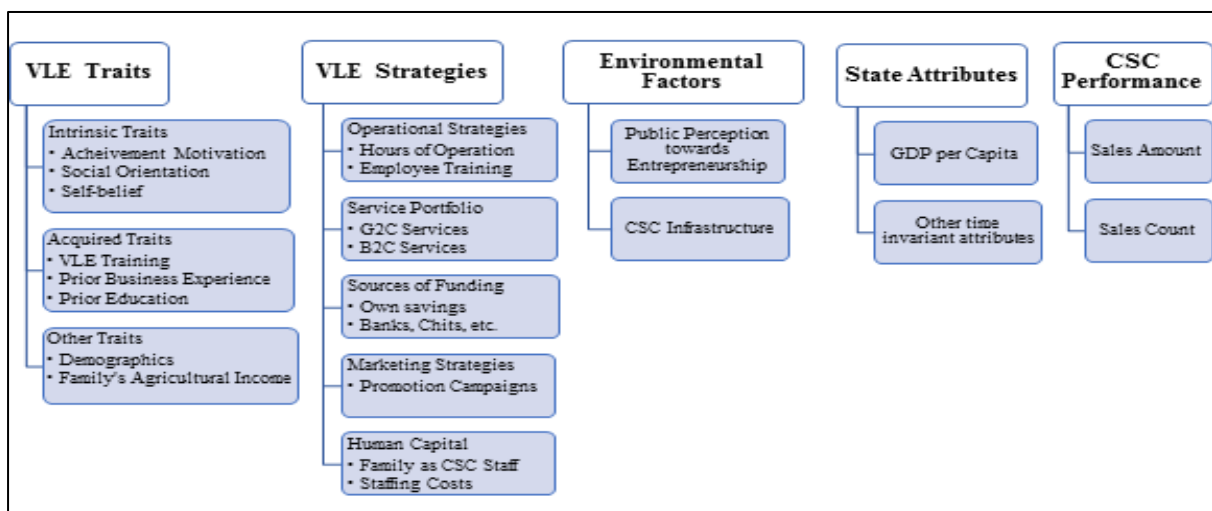 VLE Traits
Intrinsic Traits
• Acheivement Motivation
• Social Orientation
• Self-belief
Acquired Traits
• VLE Training
• Prior Business Experience
• Prior Education
Other Traits
• Demographics
• Family's Agricultural Income
VLE Strategies
Operational Strategies
• Hours of Operation
• Employee Training
Service Portfolio
• G2C Services
• B2C Services
Sources of Funding
• Own savings
• Banks, Chits, etc.
Marketing Strategies
• Promotion Campaigns
Human Capital
• Family as CSC Staff
• Staffing Costs
Environmental
Factors
Public Perception
towards
Entrepreneurship
CSC Infrastructure
State Attributes
GDP per Capita
Other time
invariant attributes
CSC
Performance
Sales Amount
Sales Count